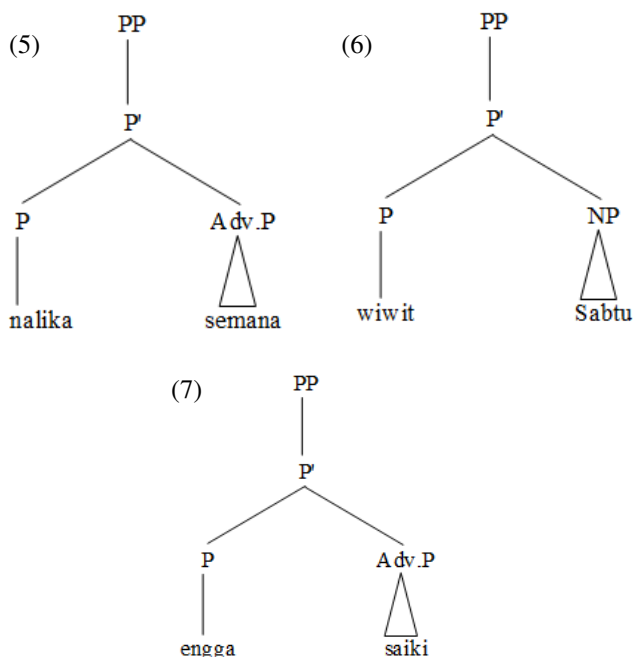 (5) (6)
PP PP
P' P'
P Adv.P P NP
nalika semana wiwit Sabtu
(7)
PP
P'
P Adv.P
engga saiki